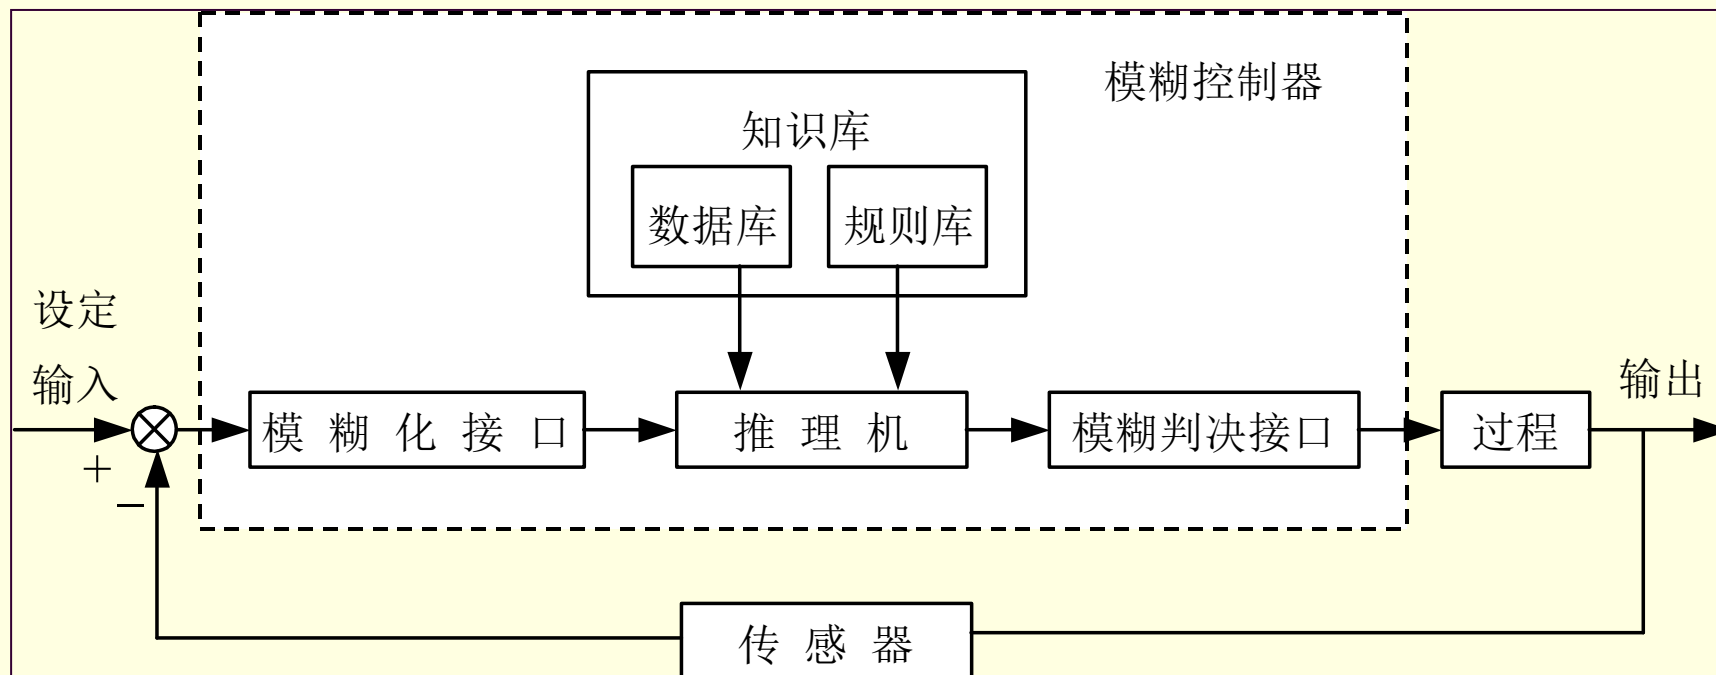 模糊控制器
知识库
数据库 规则库
设定
输入
输出
模糊化接口 推理机 模糊判决接口 过程
+
−
传感器